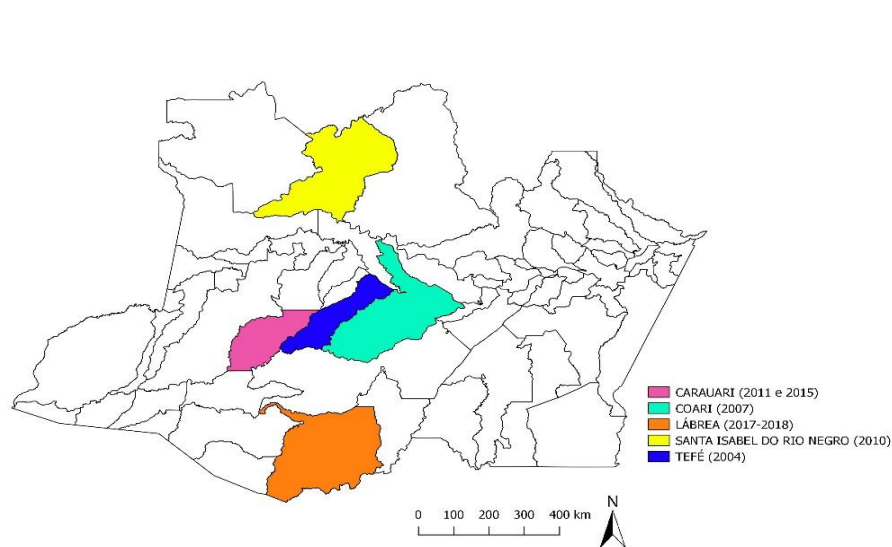 CARAUARI (2011 e 2015)
COARI (2007)
LÁBREA (2017-2018)
SANTA ISABEL DO RIO NEGRO (2010)
TEFÉ (2004)
0 100 200 300 400 km
N